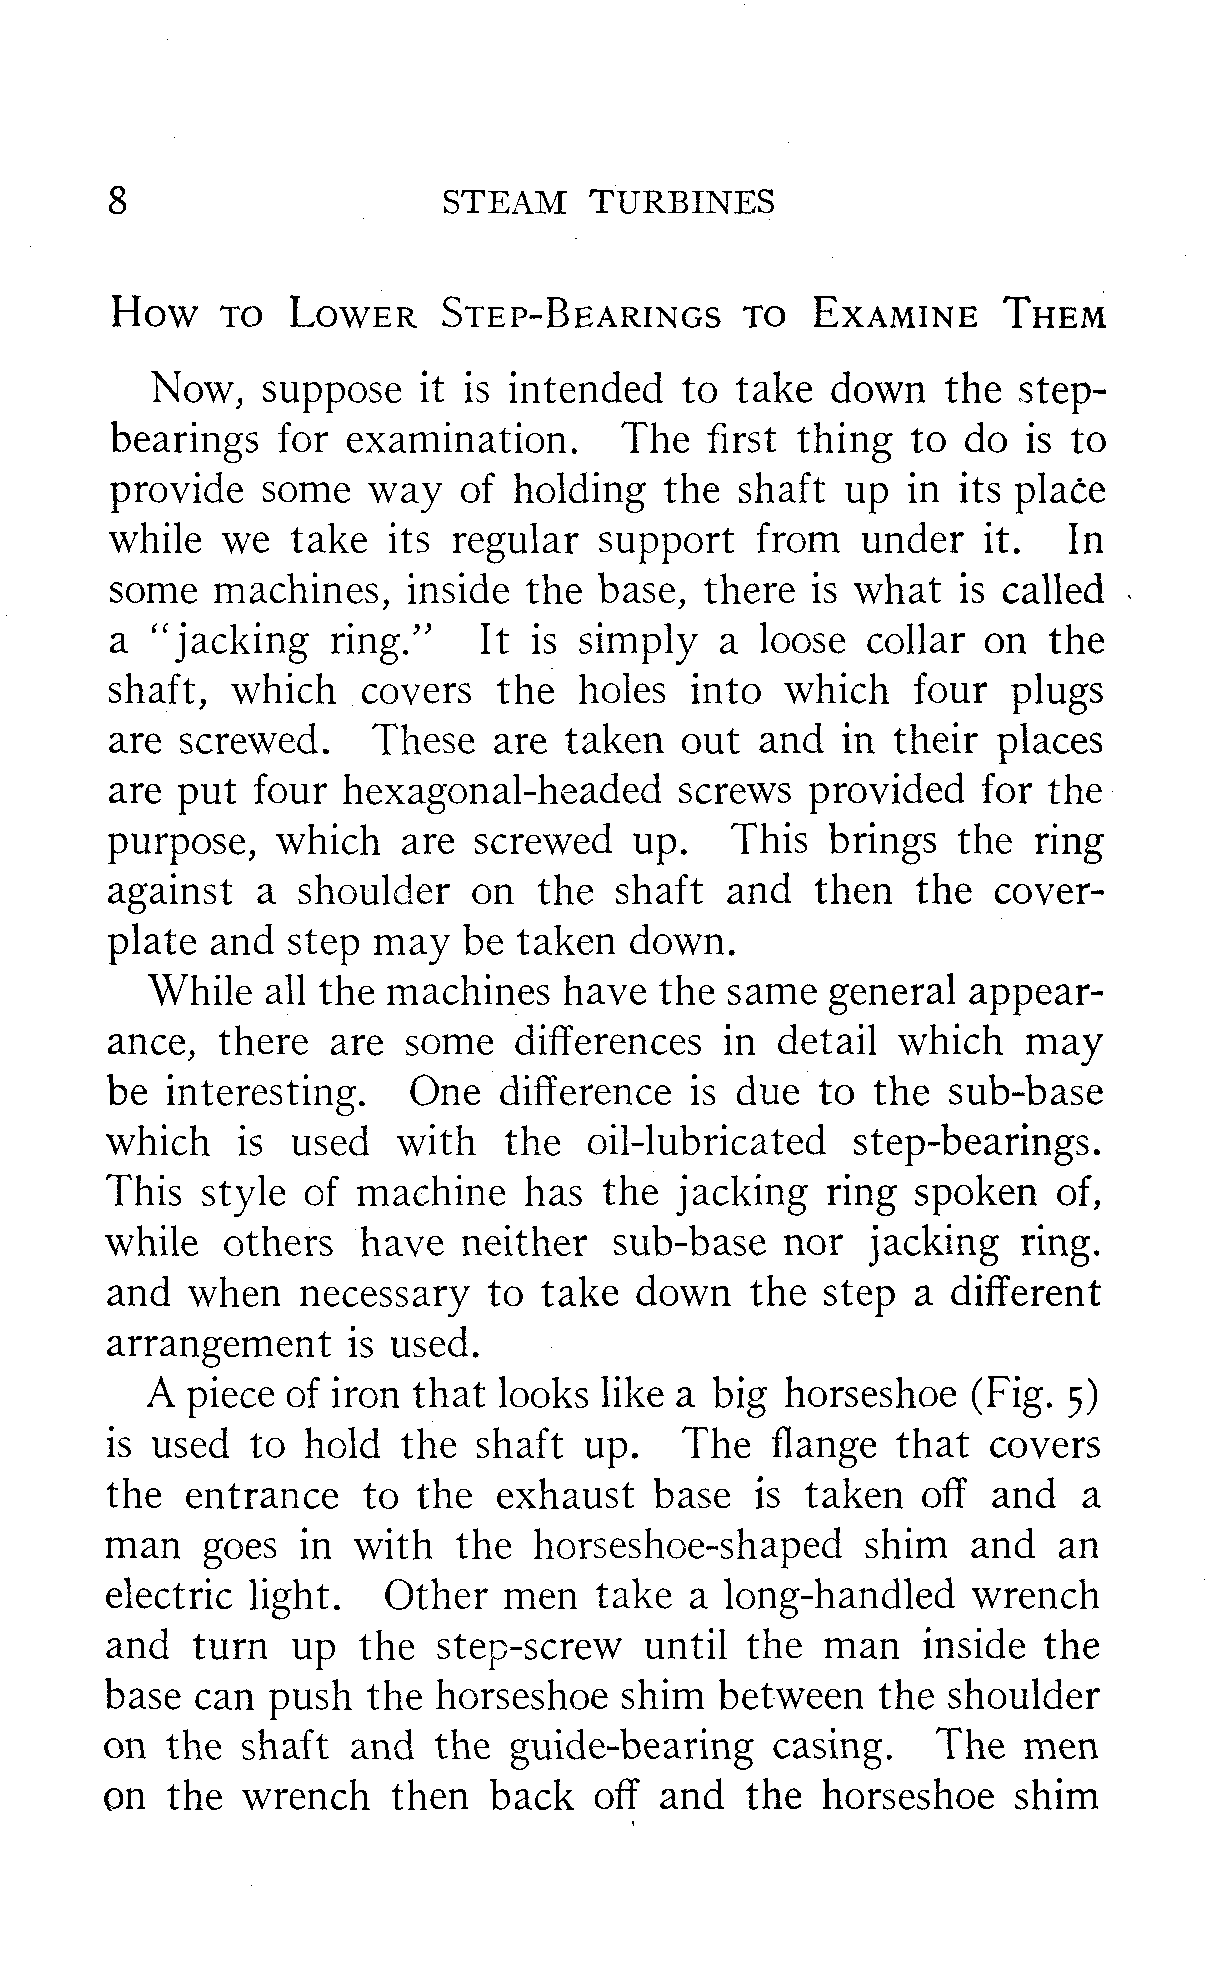 8 STEAM TURBINES
How to Lower Step-Bearings to Examine Them
Now, suppose it is intended to take down the step-
bearings for examination. The first thing to do is to
provide some way of holding the shaft up in its place
while we take its regular support from under it. In
some machines, inside the base, there is what is called
a "jacking ring." It is simply a loose collar on the
shaft, which covers the holes into which four plugs
are screwed. These are taken out and in their places
are put four hexagonal-headed screws provided for the
purpose, which are screwed up. This brings the ring
against a shoulder on the shaft and then the cover-
plate and step may be taken down.
While all the machines have the same general appear-
ance, there are some differences in detail which may
be interesting. One difference is due to the sub-base
which is used with the oil-lubricated step-bearings.
This style of machine has the jacking ring spoken of,
while others have neither sub-base nor jacking ring.
and when necessary to take down the step a different
arrangement is used.
A piece of iron that looks like a big horseshoe (Fig. 5)
is used to hold the shaft up. The flange that covers
the entrance to the exhaust base is taken off and a
man goes in with the horseshoe-shaped shim and an
electric light. Other men take a long-handled wrench
and turn up the step-screw until the man inside the
base can push the horseshoe shim between the shoulder
on the shaft and the guide-bearing casing. The men
on the wrench then back off and the horseshoe shim